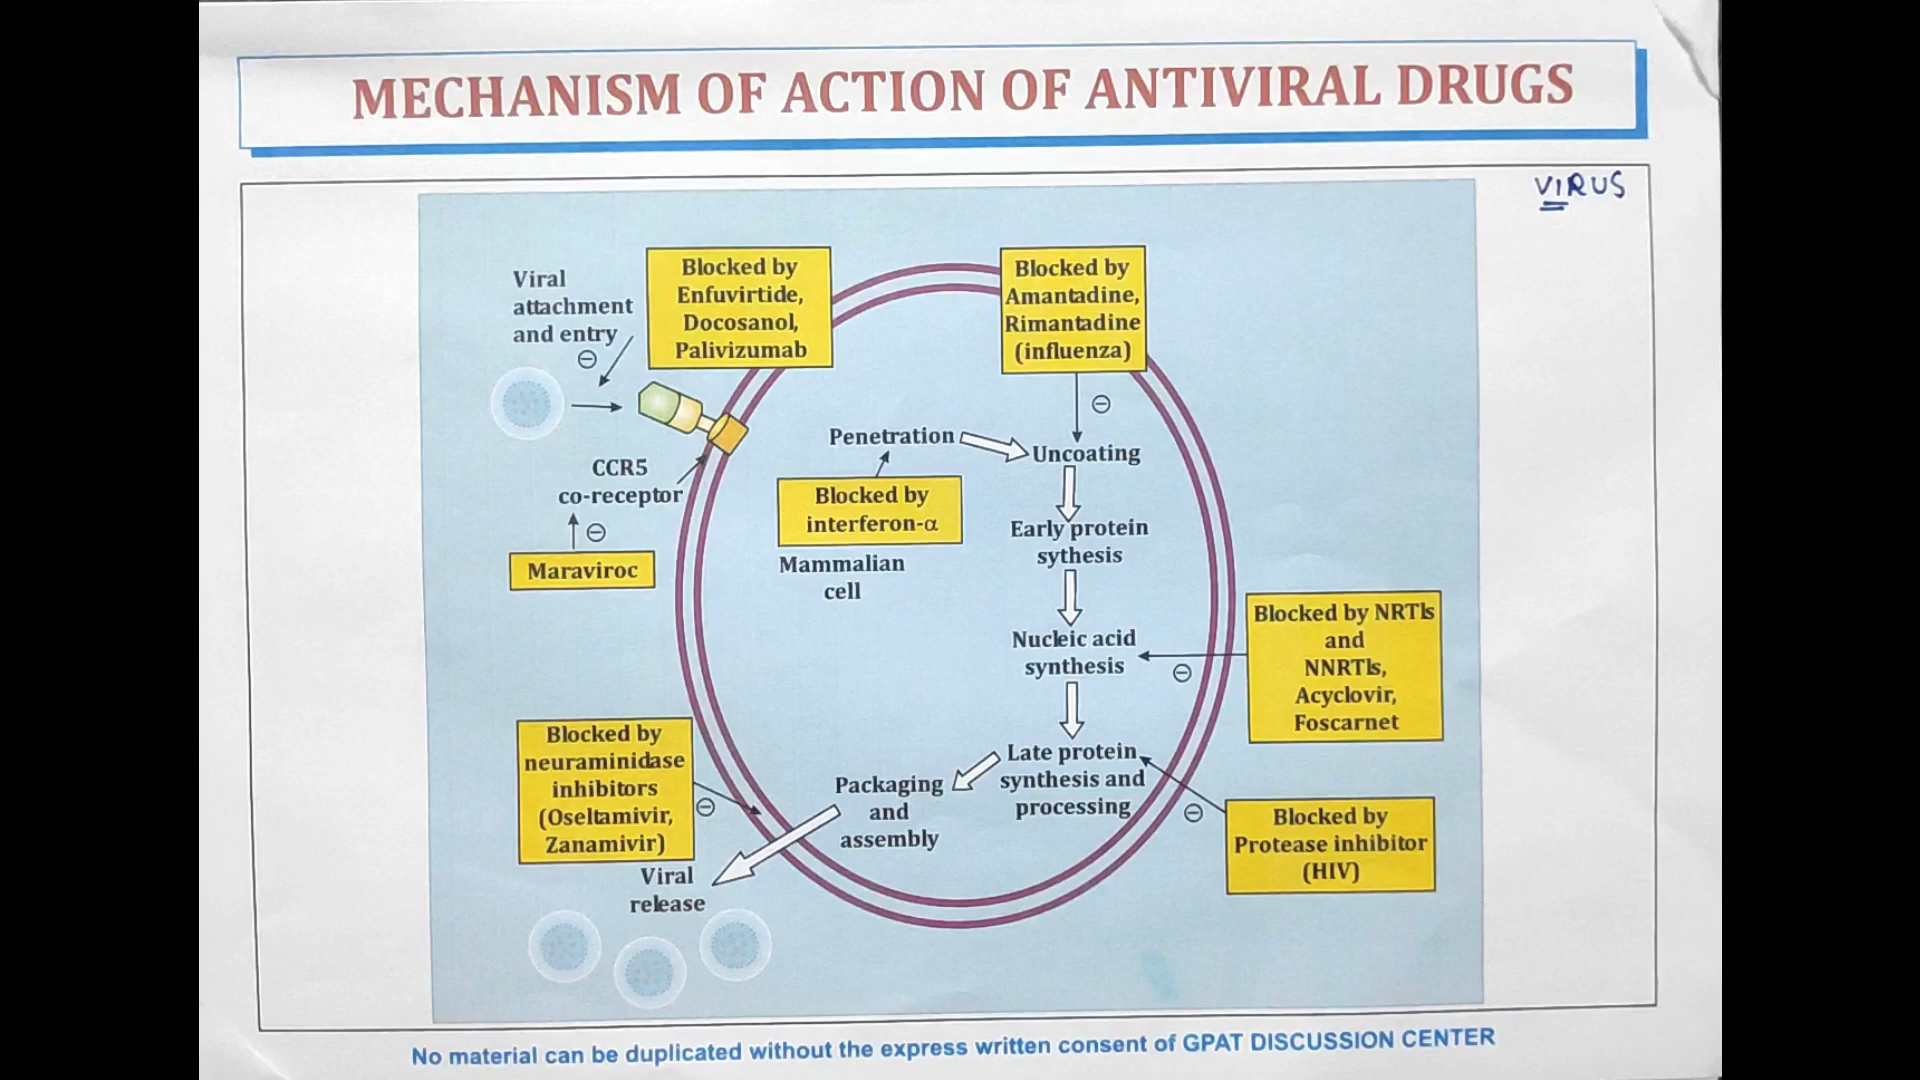 MECHANISM OF ACTION OF ANTIVIRAL DRUGS
VIRUS
Viral
attachment
and entry
Blocked by
Enfuvirtide,
Docosanol,
Palivizumab
Blocked by
Amantadine,
Rimantadine
(influenza)
CCR5
co-receptor
Maraviroc
Penetration
Uncoating
Blocked by
interferon-α
Mammalian
cell
Early protein
sythesis
Nucleic acid
synthesis
Blocked by NRTIs
and
NNRTIs,
Acyclovir,
Foscarnet
Late protein
synthesis and
processing
Blocked by
Protease inhibitor
(HIV)
Packaging
and
assembly
Blocked by
neuraminidase
inhibitors
(Oseltamivir,
Zanamivir)
Viral
release
No material can be duplicated without the express written consent of GPAT DISCUSSION CENTER